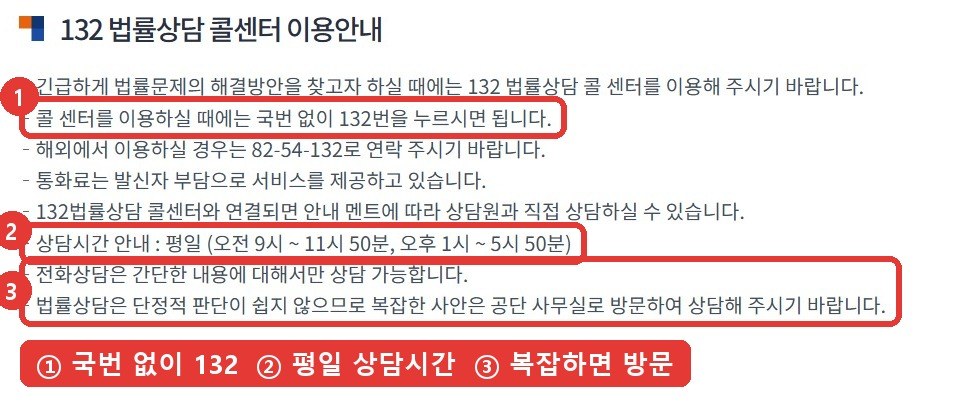 132 법률상담 콜센터 이용안내
- 긴급하게 법률문제의 해결방안을 찾고자 하실 때에는 132 법률상담 콜 센터를 이용해 주시기 바랍니다.
1
- 콜 센터를 이용하실 때에는 국번 없이 132번을 누르시면 됩니다.
- 해외에서 이용하실 경우는 82-54-132로 연락 주시기 바랍니다.
- 통화료는 발신자 부담으로 서비스를 제공하고 있습니다.
- 132법률상담 콜센터와 연결되면 안내 멘트에 따라 상담원과 직접 상담하실 수 있습니다.
2
- 상담시간 안내 : 평일 (오전 9시 ~ 11시 50분, 오후 1시 ~ 5시 50분)
3
- 전화상담은 간단한 내용에 대해서만 상담 가능합니다.
- 법률상담은 단정적 판단이 쉽지 않으므로 복잡한 사안은 공단 사무실로 방문하여 상담해 주시기 바랍니다.
① 국번 없이 132 ② 평일 상담시간 ③ 복잡하면 방문